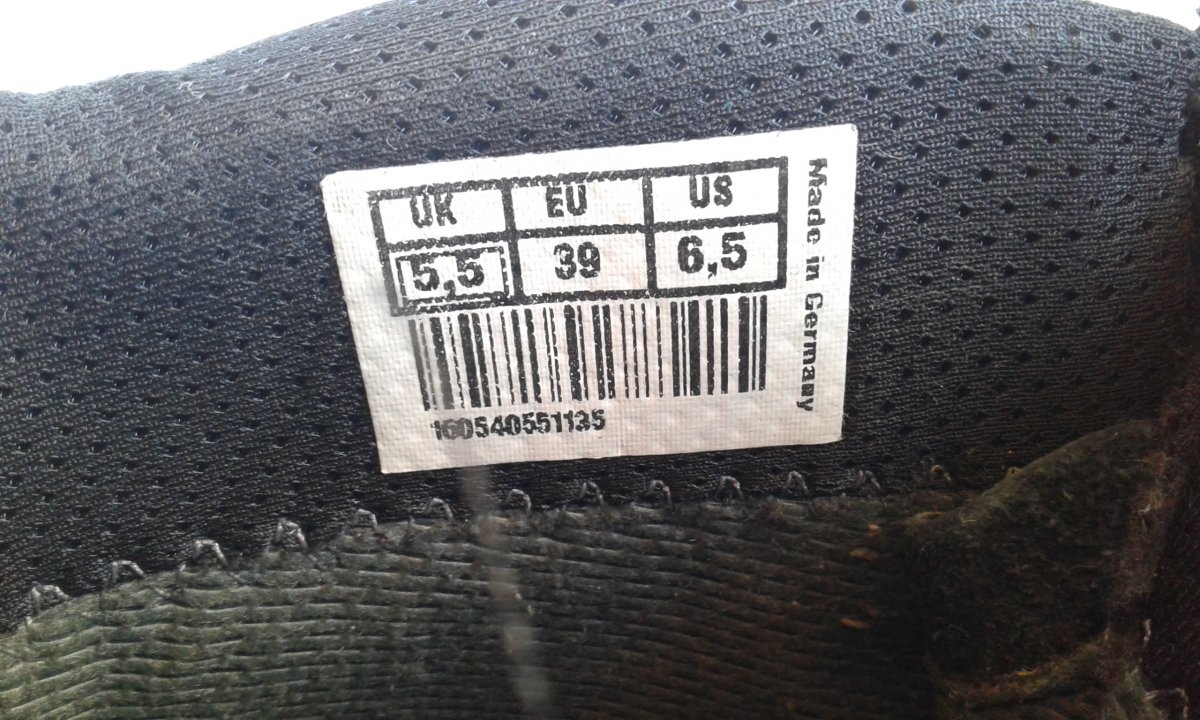 UK EU US
5,5 39 6,5
160540551135
Made in Germany